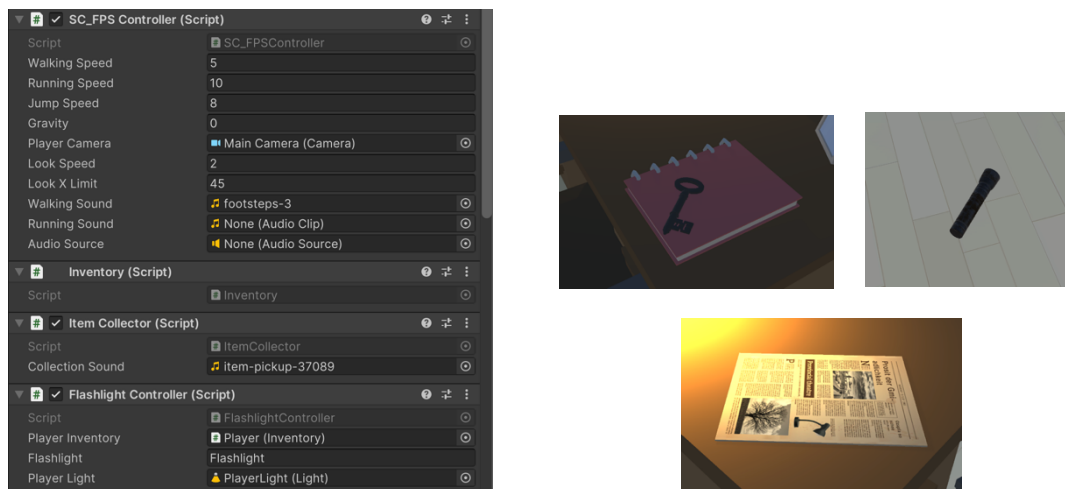 SC_FPS Controller (Script)
Script SC_FPSController
Walking Speed 5
Running Speed 10
Jump Speed 8
Gravity 0
Player Camera Main Camera (Camera)
Look Speed 2
Look X Limit 45
Walking Sound footsteps-3
Running Sound None (Audio Clip)
Audio Source None (Audio Source)
Inventory (Script)
Script Inventory
Item Collector (Script)
Script ItemCollector
Collection Sound item-pickup-37089
Flashlight Controller (Script)
Script FlashlightController
Player Inventory Player (Inventory)
Flashlight Flashlight
Player Light PlayerLight (Light)